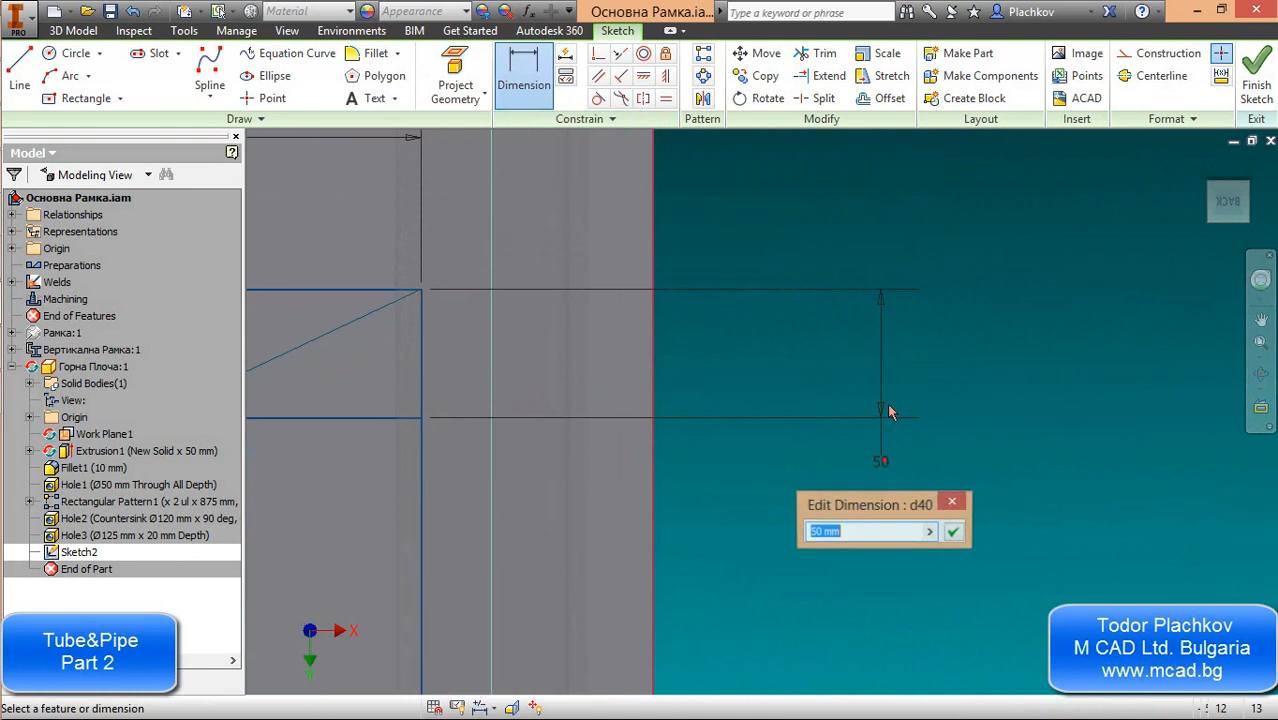 Material
Appearance
Основна Рамка.ia...
Type a keyword or phrase
Plachkov
PRO
3D Model Inspect Tools Manage View Environments BIM Get Started Autodesk 360 Sketch
Line
Circle
Arc
Rectangle
Slot
Spline
Equation Curve
Ellipse
Point
Fillet
Polygon
Text
Project
Geometry
Dimension
Move
Copy
Rotate
Trim
Extend
Split
Scale
Stretch
Offset
Make Part
Make Components
Create Block
Image
Points
ACAD
Construction
Centerline
Finish
Sketch
Draw Constrain Pattern Modify Layout Insert Format Exit
Model
Modeling View
Основна Рамка.iam
Relationships
Representations
Origin
Preparations
Welds
Machining
End of Features
Рамка:1
Вертикална Рамка:1
Горна Плоча:1
Solid Bodies(1)
View:
Origin
Work Plane1
Extrusion1 (New Solid x 50 mm)
Fillet1 (10 mm)
Hole1 (Ø50 mm Through All Depth)
Rectangular Pattern1 (x 2 ul x 875 mm,
Hole2 (Countersink Ø120 mm x 90 deg,
Hole3 (Ø125 mm x 20 mm Depth)
Sketch2
End of Part
BACK
50
Edit Dimension : d40
50 mm
X
Y
Tube&Pipe
Part 2
Todor Plachkov
M CAD Ltd. Bulgaria
www.mcad.bg
Select a feature or dimension
12 13